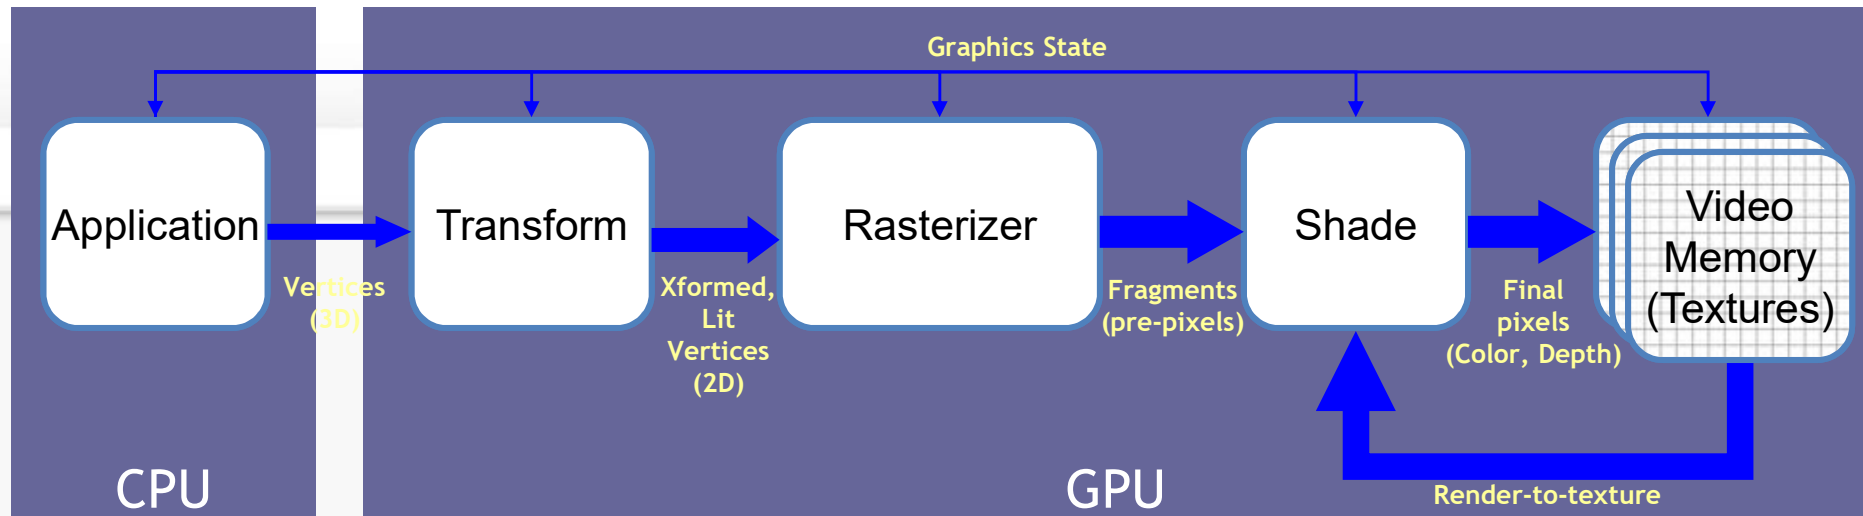 Graphics State
Application
Transform
Rasterizer
Shade
Video
Memory
(Textures)
Vertices
(3D)
Xformed,
Lit
Vertices
(2D)
Fragments
(pre-pixels)
Final
pixels
(Color, Depth)
CPU
GPU
Render-to-texture